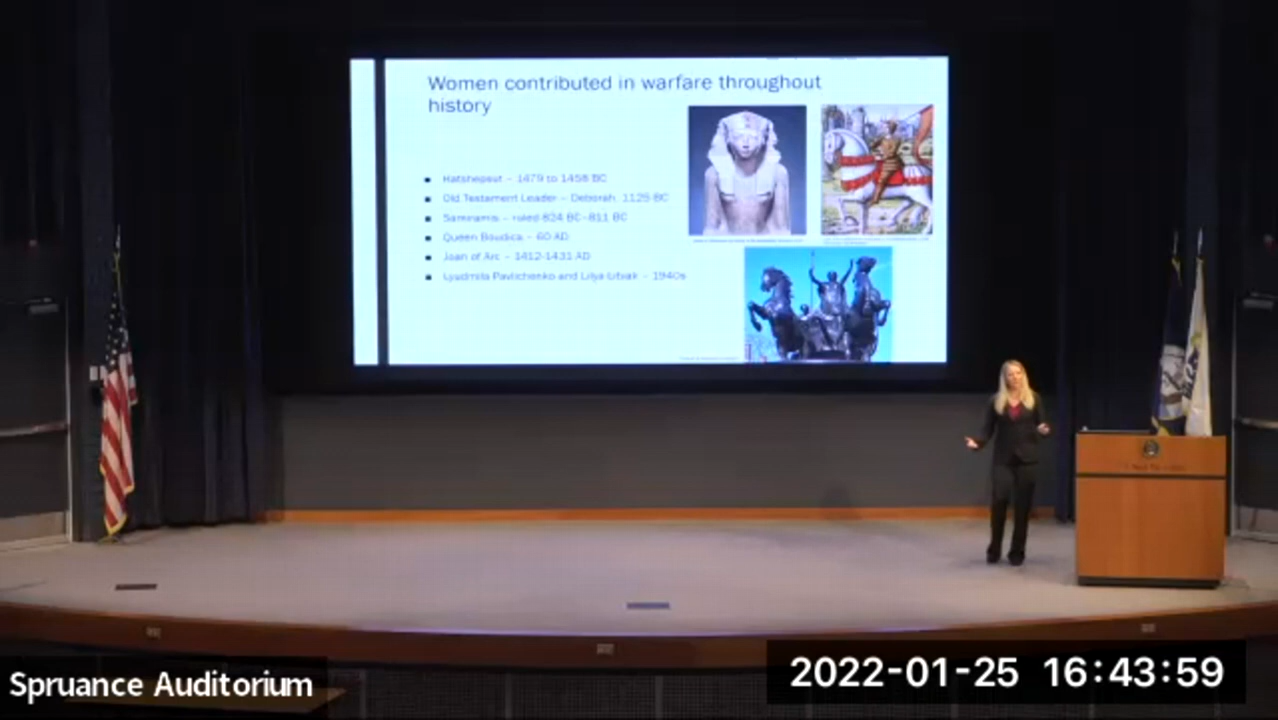 Women contributed in warfare throughout
history
Hatshepsut – 1479 to 1458 BC
Old Testament Leader – Deborah, 1125 BC
Samiramis – ruled 824 BC–811 BC
Queen Boudica – 60 AD
Joan of Arc – 1412-1431 AD
Lyudmila Pavlichenko and Lilya Litvak – 1940s
Spruance Auditorium
2022-01-25 16:43:59